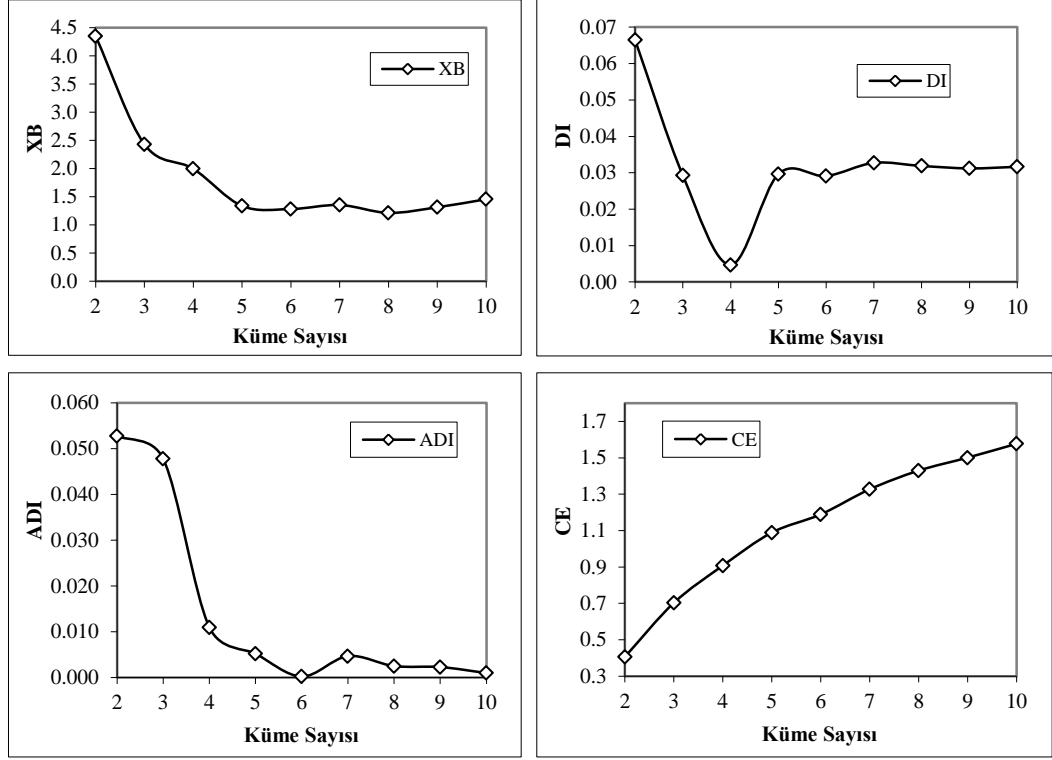 4.5
4.0
3.5
3.0
2.5
2.0
1.5
1.0
0.5
0.0
XB
XB
2 3 4 5 6 7 8 9 10
Küme Sayısı
0.07
0.06
0.05
0.04
0.03
0.02
0.01
0.00
DI
DI
2 3 4 5 6 7 8 9 10
Küme Sayısı
0.060
0.050
0.040
0.030
0.020
0.010
0.000
ADI
ADI
2 3 4 5 6 7 8 9 10
Küme Sayısı
1.7
1.5
1.3
1.1
0.9
0.7
0.5
0.3
CE
CE
2 3 4 5 6 7 8 9 10
Küme Sayısı